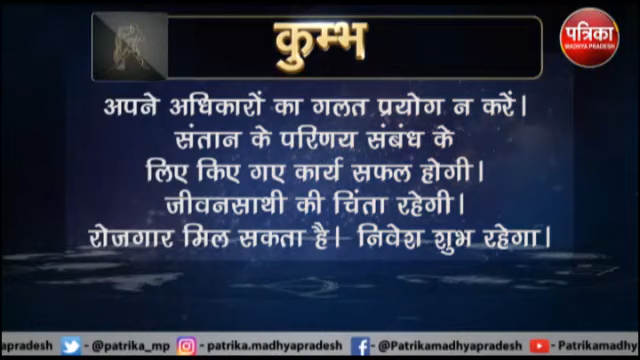 कुम्भ
पत्रिका
MADHYA PRADESH
अपने अधिकारों का गलत प्रयोग न करें।
संतान के परिणय संबंध के
लिए किए गए कार्य सफल होगी।
जीवनसाथी की चिंता रहेगी।
रोजगार मिल सकता है। निवेश शुभ रहेगा।
apradesh - @patrika_mp - patrika.madhyapradesh - @Patrikamadhyapradesh - Patrikamadhya